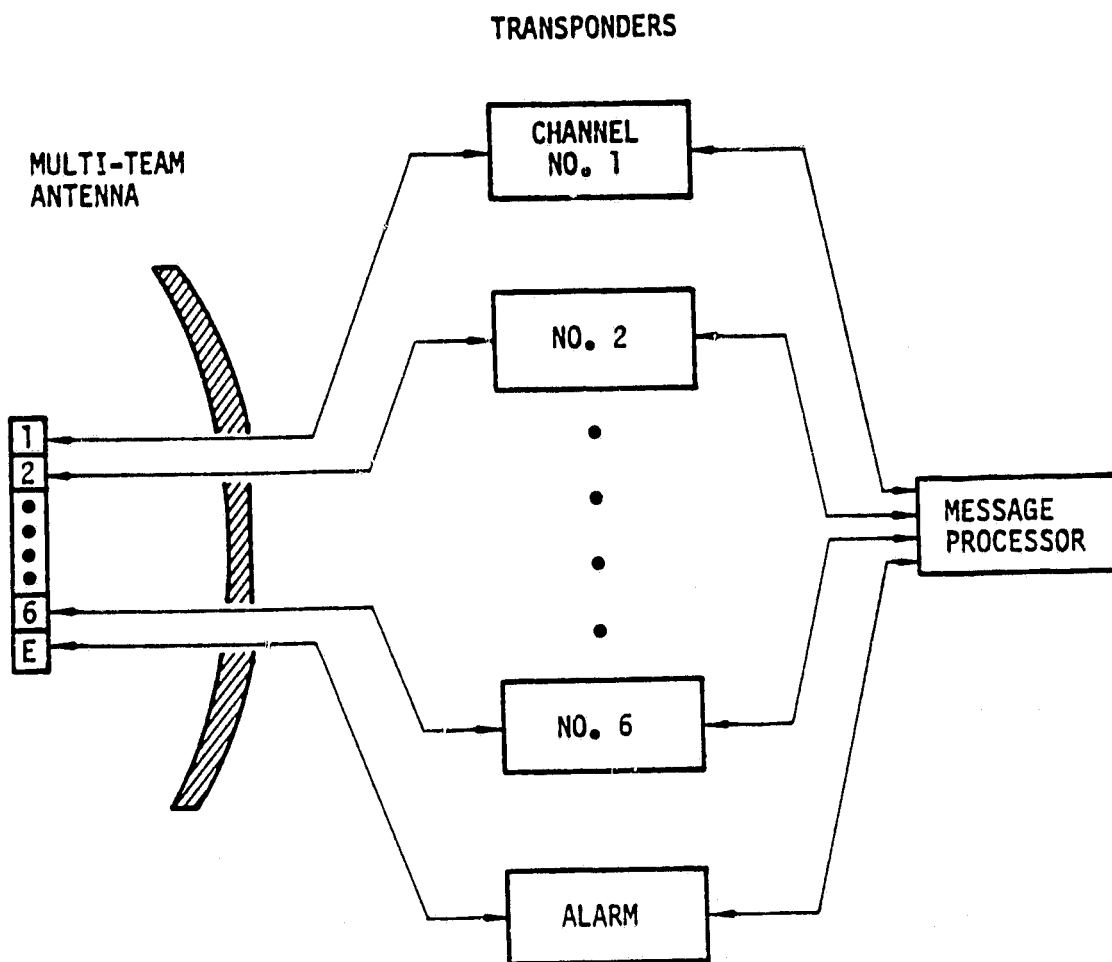 TRANSPONDERS
MULTI-TEAM
ANTENNA
CHANNEL
NO. 1
NO. 2
1
2
6
E
MESSAGE
PROCESSOR
NO. 6
ALARM